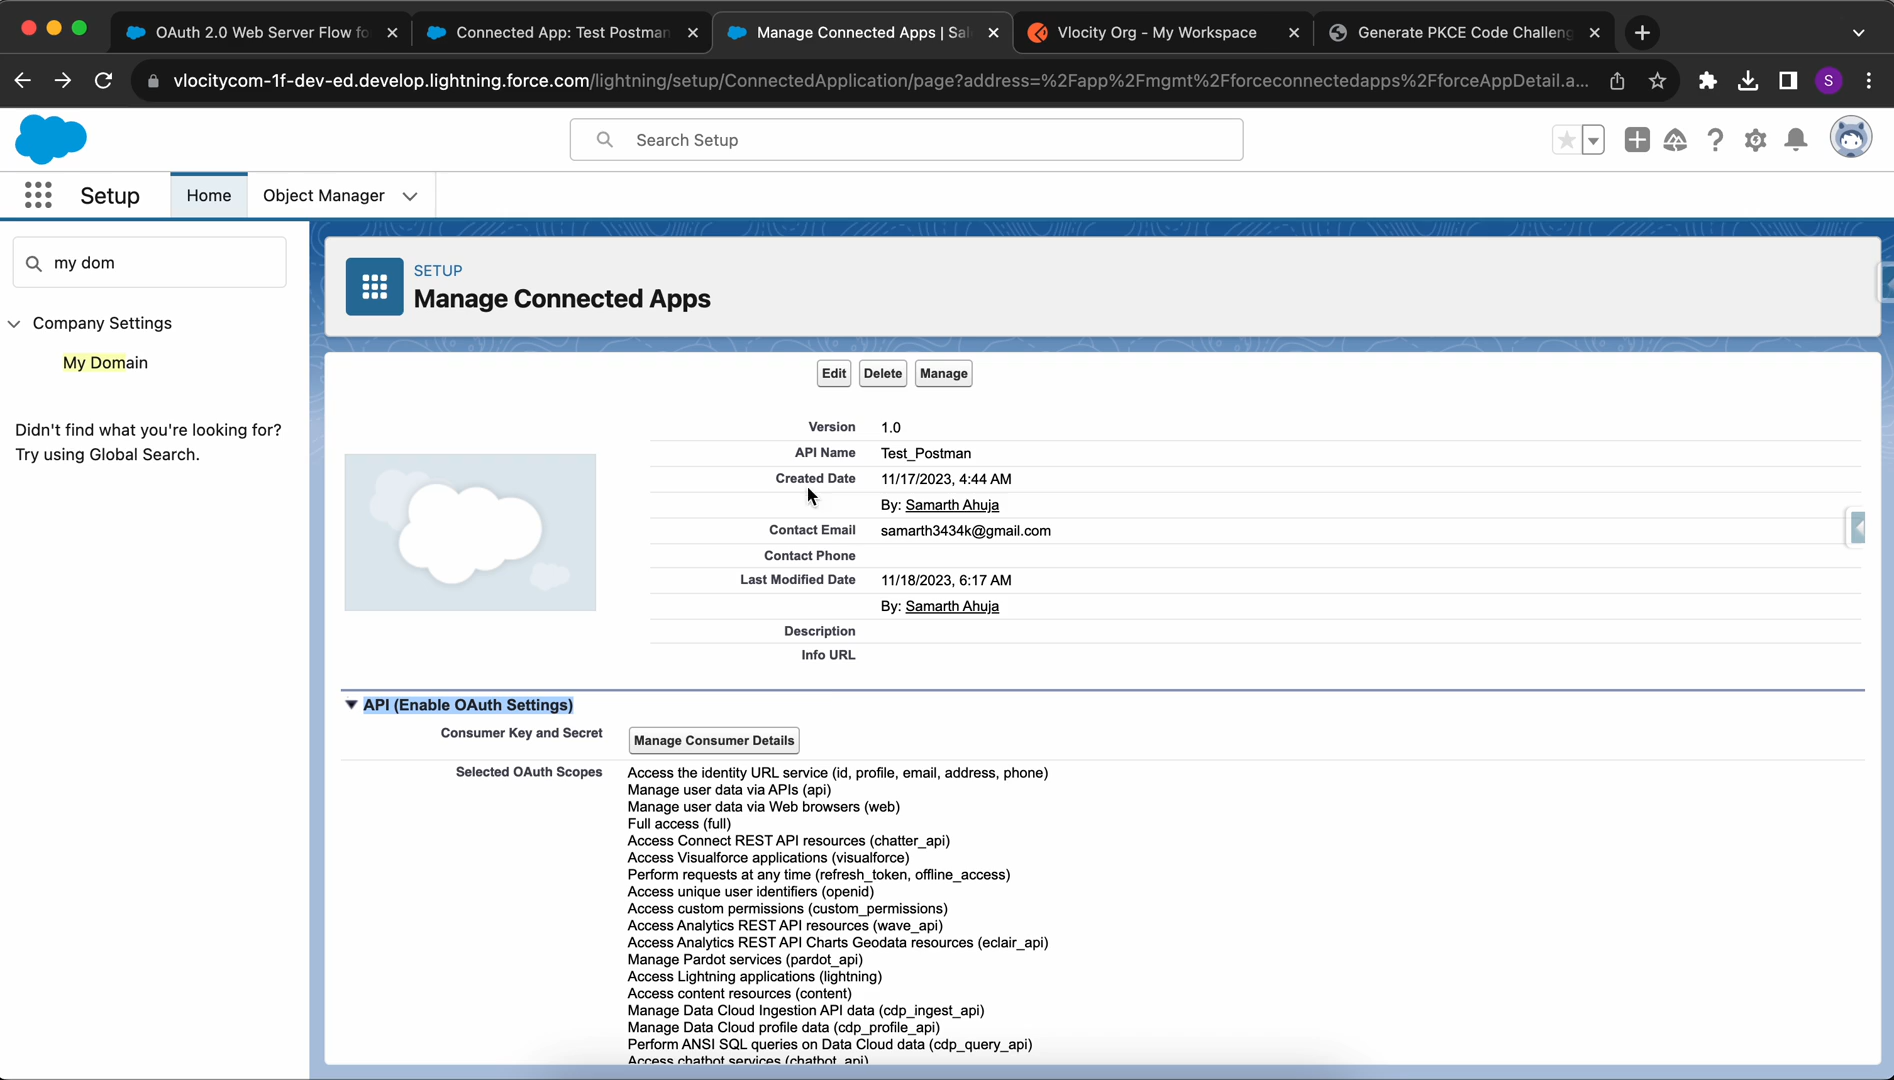 OAuth 2.0 Web Server Flow fo
Connected App: Test Postman
Manage Connected Apps | Sal
Vlocity Org - My Workspace
Generate PKCE Code Challeng
vlocitycom-1f-dev-ed.develop.lightning.force.com/lightning/setup/ConnectedApplication/page?address=%2Fapp%2Fmgmt%2Fforceconnectedapps%2FforceAppDetail.a...
S
Search Setup
Setup
Home
Object Manager
my dom
Company Settings
My Domain
Didn't find what you're looking for?
Try using Global Search.
SETUP
Manage Connected Apps
Edit Delete Manage
Version 1.0
API Name Test_Postman
Created Date 11/17/2023, 4:44 AM
By: Samarth Ahuja
Contact Email samarth3434k@gmail.com
Contact Phone
Last Modified Date 11/18/2023, 6:17 AM
By: Samarth Ahuja
Description
Info URL
API (Enable OAuth Settings)
Consumer Key and Secret Manage Consumer Details
Selected OAuth Scopes Access the identity URL service (id, profile, email, address, phone)
Manage user data via APIs (api)
Manage user data via Web browsers (web)
Full access (full)
Access Connect REST API resources (chatter_api)
Access Visualforce applications (visualforce)
Perform requests at any time (refresh_token, offline_access)
Access unique user identifiers (openid)
Access custom permissions (custom_permissions)
Access Analytics REST API resources (wave_api)
Access Analytics REST API Charts Geodata resources (eclair_api)
Manage Pardot services (pardot_api)
Access Lightning applications (lightning)
Access content resources (content)
Manage Data Cloud Ingestion API data (cdp_ingest_api)
Manage Data Cloud profile data (cdp_profile_api)
Perform ANSI SQL queries on Data Cloud data (cdp_query_api)
Access chatbot services (chatbot_api)